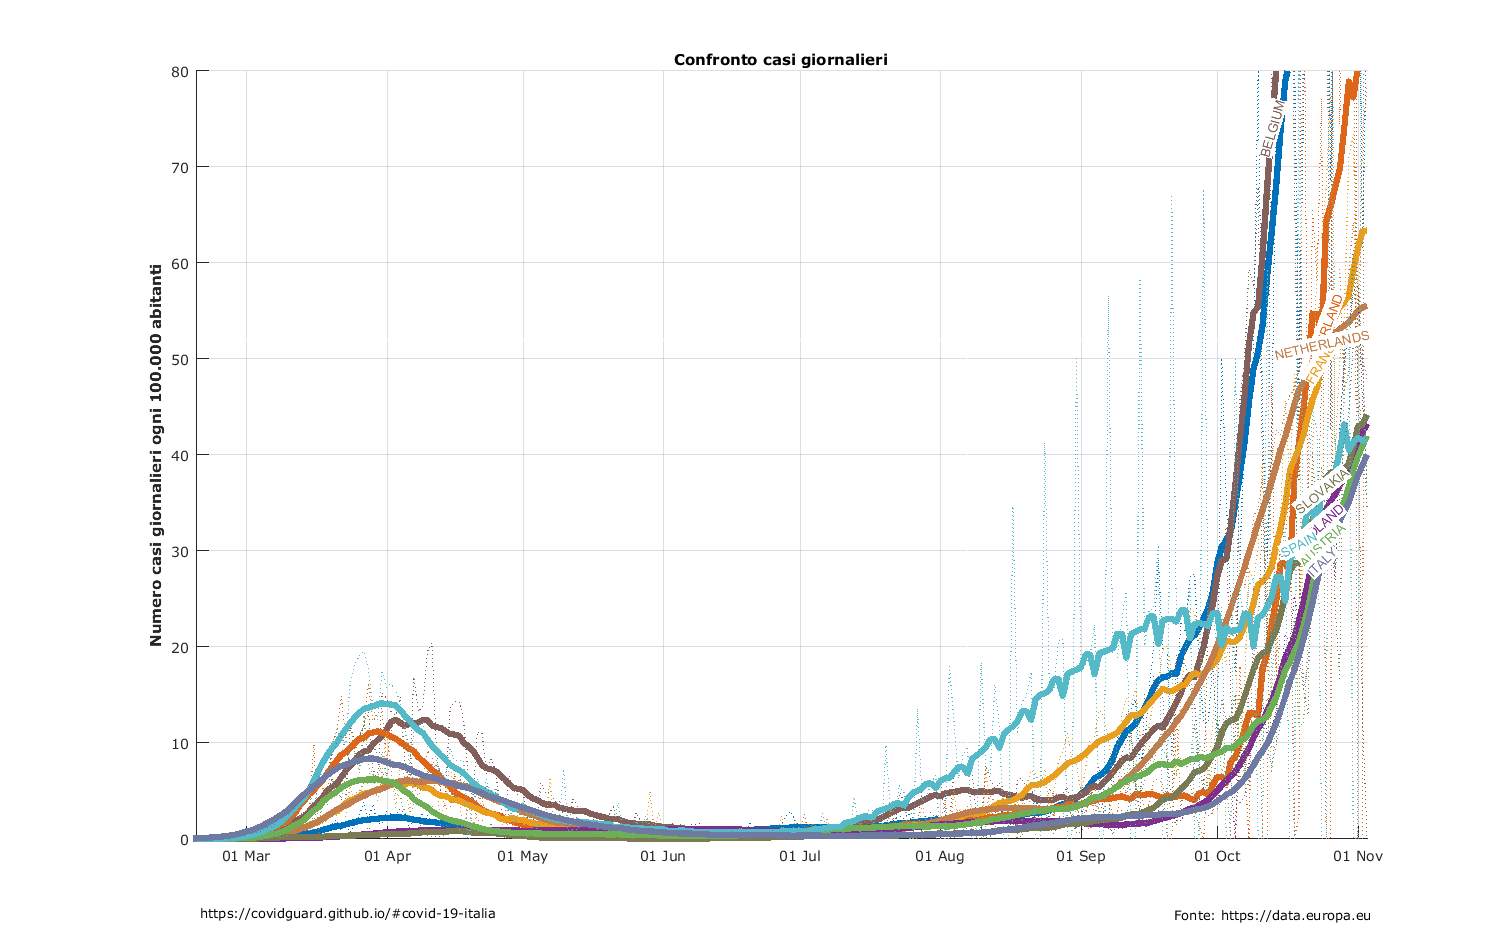 Confronto casi giornalieri
Numero casi giornalieri ogni 100.000 abitanti
80
70
60
50
40
30
20
10
0
01 Mar
01 Apr
01 May
01 Jun
01 Jul
01 Aug
01 Sep
01 Oct
01 Nov
BELGIUM
NETHERLANDS
SLOVAKIA
SPAIN
ITALY
https://covidguard.github.io/#covid-19-italia
Fonte: https://data.europa.eu